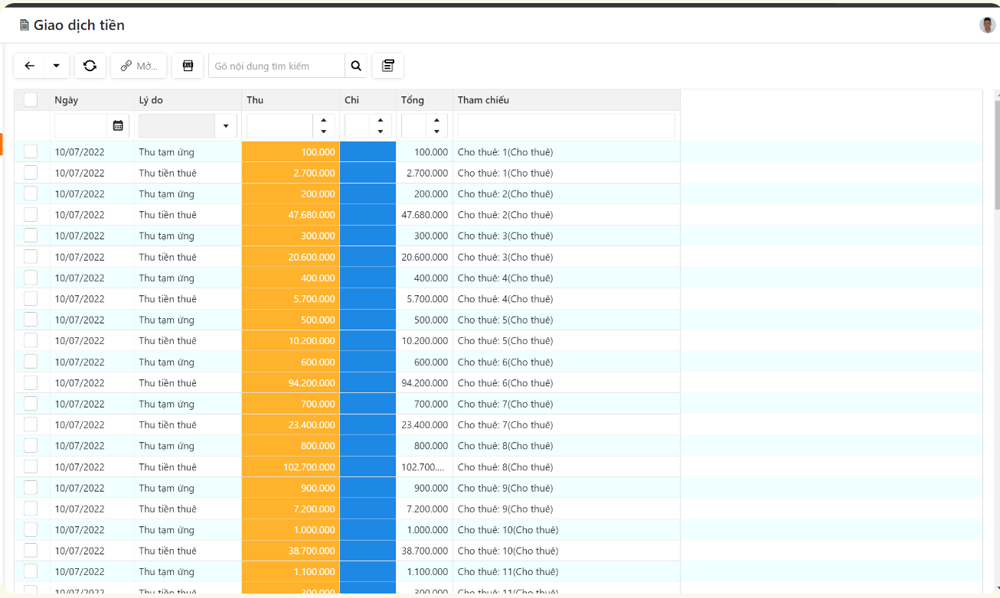 Giao dịch tiền
Mở...
XLS
Gõ nội dung tìm kiếm
Ngày Lý do Thu Chi Tổng Tham chiếu
10/07/2022 Thu tạm ứng 100.000 100.000 Cho thuê: 1(Cho thuê)
10/07/2022 Thu tiền thuê 2.700.000 2.700.000 Cho thuê: 1(Cho thuê)
10/07/2022 Thu tạm ứng 200.000 200.000 Cho thuê: 2(Cho thuê)
10/07/2022 Thu tiền thuê 47.680.000 47.680.000 Cho thuê: 2(Cho thuê)
10/07/2022 Thu tạm ứng 300.000 300.000 Cho thuê: 3(Cho thuê)
10/07/2022 Thu tiền thuê 20.600.000 20.600.000 Cho thuê: 3(Cho thuê)
10/07/2022 Thu tạm ứng 400.000 400.000 Cho thuê: 4(Cho thuê)
10/07/2022 Thu tiền thuê 5.700.000 5.700.000 Cho thuê: 4(Cho thuê)
10/07/2022 Thu tạm ứng 500.000 500.000 Cho thuê: 5(Cho thuê)
10/07/2022 Thu tiền thuê 10.200.000 10.200.000 Cho thuê: 5(Cho thuê)
10/07/2022 Thu tạm ứng 600.000 600.000 Cho thuê: 6(Cho thuê)
10/07/2022 Thu tiền thuê 94.200.000 94.200.000 Cho thuê: 6(Cho thuê)
10/07/2022 Thu tạm ứng 700.000 700.000 Cho thuê: 7(Cho thuê)
10/07/2022 Thu tiền thuê 23.400.000 23.400.000 Cho thuê: 7(Cho thuê)
10/07/2022 Thu tạm ứng 800.000 800.000 Cho thuê: 8(Cho thuê)
10/07/2022 Thu tiền thuê 102.700.000 102.700.... Cho thuê: 8(Cho thuê)
10/07/2022 Thu tạm ứng 900.000 900.000 Cho thuê: 9(Cho thuê)
10/07/2022 Thu tiền thuê 7.200.000 7.200.000 Cho thuê: 9(Cho thuê)
10/07/2022 Thu tạm ứng 1.000.000 1.000.000 Cho thuê: 10(Cho thuê)
10/07/2022 Thu tiền thuê 38.700.000 38.700.000 Cho thuê: 10(Cho thuê)
10/07/2022 Thu tạm ứng 1.100.000 1.100.000 Cho thuê: 11(Cho thuê)
10/07/2022 Thu tiền thuê 300.000 300.000 Cho thuê: 11(Cho thuê)